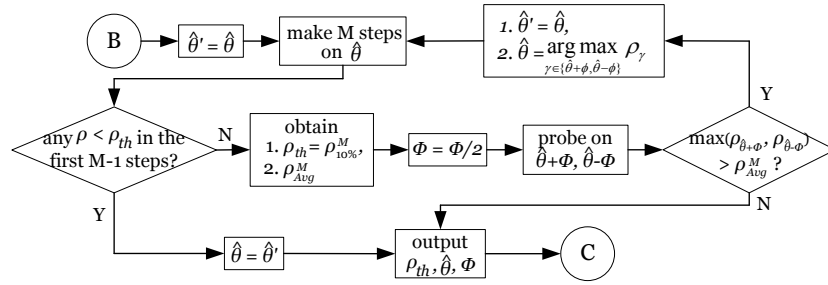 B
θ̂' = θ̂
make M steps
on θ̂
1. θ̂' = θ̂,
2. θ̂ = arg max ρ_γ
γ∈{θ̂+ϕ,θ̂-ϕ}
any ρ < ρ_th in the
first M-1 steps?
N
obtain
1. ρ_th = ρ^M_10%,
2. ρ^M_Avg
Φ = Φ/2
probe on
θ̂+Φ, θ̂-Φ
max(ρ_θ̂+Φ, ρ_θ̂-Φ)
> ρ^M_Avg ?
Y
N
Y
θ̂ = θ̂'
output
ρ_th, θ̂, Φ
C